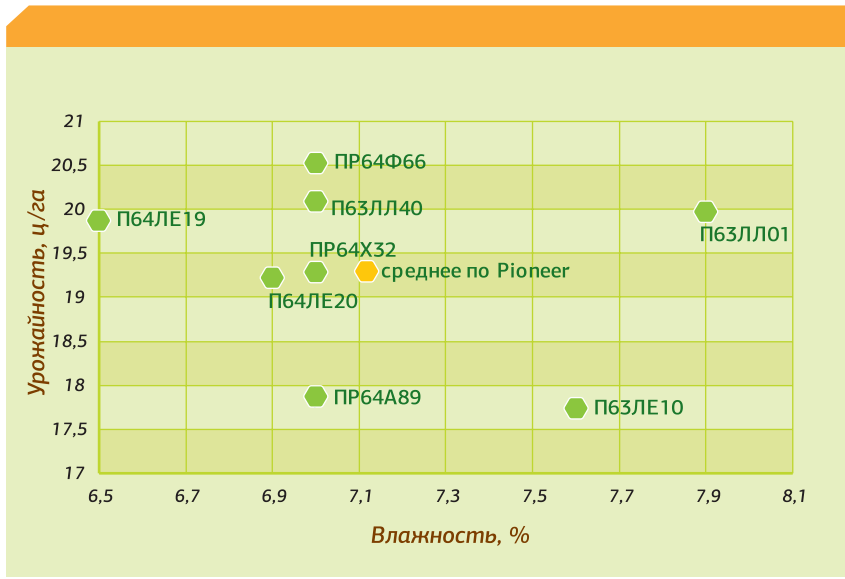 21
20,5
20
19,5
19
18,5
18
17,5
17
Урожайность, ц/га
ПР64Ф66
П63ЛЛ40
П64ЛЕ19
П63ЛЛ01
ПР64Х32
среднее по Pioneer
П64ЛЕ20
ПР64А89
П63ЛЕ10
6,5 6,7 6,9 7,1 7,3 7,5 7,7 7,9 8,1
Влажность, %